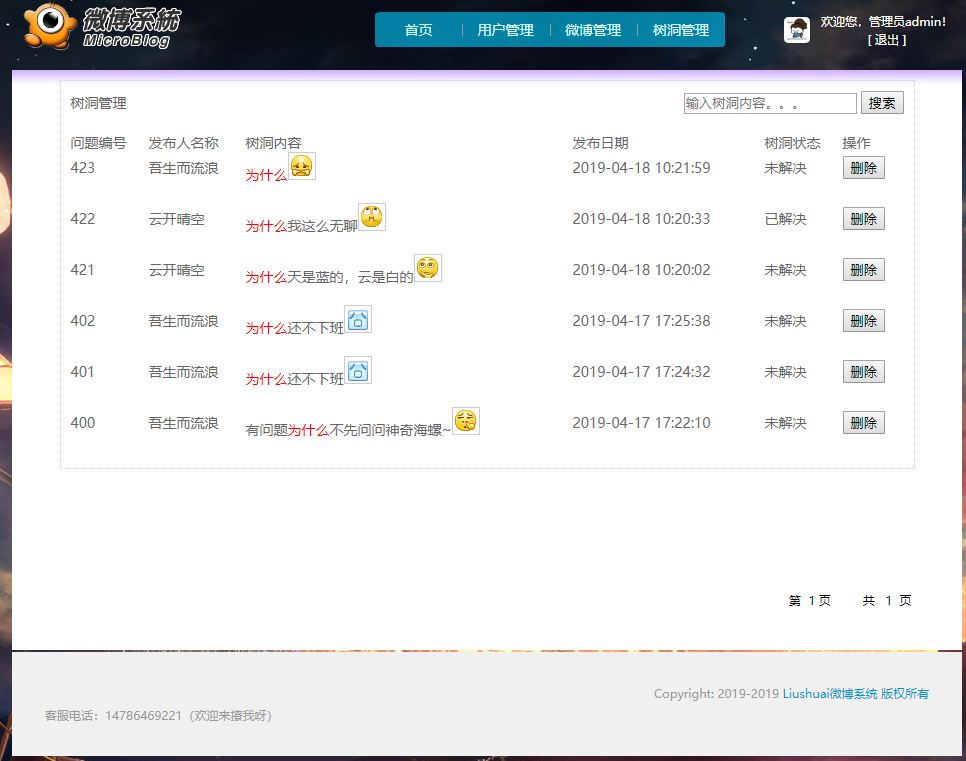 微博系统
MicroBlog
首页 用户管理 微博管理 树洞管理
欢迎您，管理员admin!
[ 退出 ]
树洞管理 输入树洞内容。。。 搜索
问题编号 发布人名称 树洞内容 发布日期 树洞状态 操作
423 吾生而流浪 为什么 2019-04-18 10:21:59 未解决 删除
422 云开晴空 为什么我这么无聊 2019-04-18 10:20:33 已解决 删除
421 云开晴空 为什么天是蓝的，云是白的 2019-04-18 10:20:02 未解决 删除
402 吾生而流浪 为什么还不下班 2019-04-17 17:25:38 未解决 删除
401 吾生而流浪 为什么还不下班 2019-04-17 17:24:32 未解决 删除
400 吾生而流浪 有问题为什么不先问问神奇海螺~ 2019-04-17 17:22:10 未解决 删除
第 1 页 共 1 页
Copyright: 2019-2019 Liushuai微博系统 版权所有
客服电话：14786469221（欢迎来撩我呀）